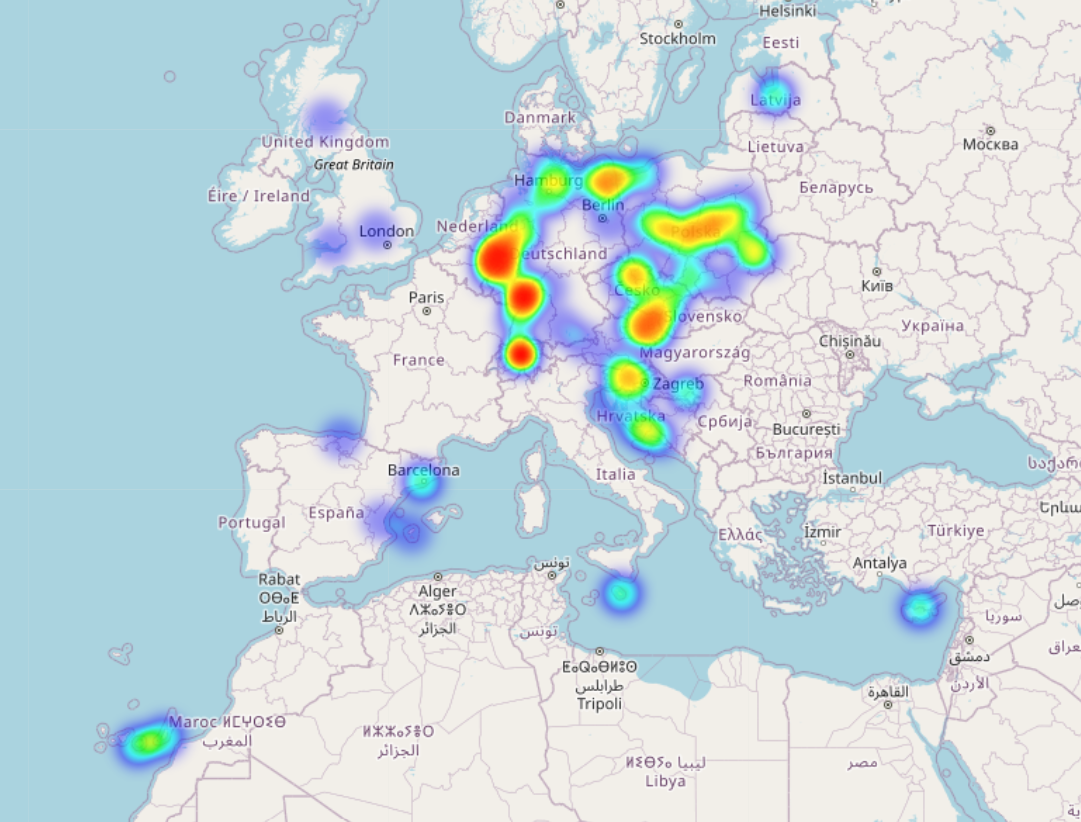 Helsinki
Stockholm
Eesti
Latvija
Danmark
United Kingdom
Great Britain
Lietuva
Москва
Hamburg
Éire / Ireland
Беларусь
Berlin
London
Nederland
Polska
Deutschland
Česko
Київ
Paris
Slovensko
Україна
France
Magyarország
Chișinău
Zagreb
România
Hrvatska
Србија
București
България
Barcelona
Italia
İstanbul
España
Portugal
Ελλάς
İzmir
Türkiye
Antalya
تونس
Rabat
ⵔⴱⴰⵟ
الرباط
Alger
الجزائر
تونس
سوريا
دمشق
طرابلس
Tripoli
القاهرة
الأردن
Maroc ⵍⵎⵖⵔⵉⴱ
المغرب
الجزائر
ⵍⵉⴱⵢⴰ ليبيا
Libya
مصر